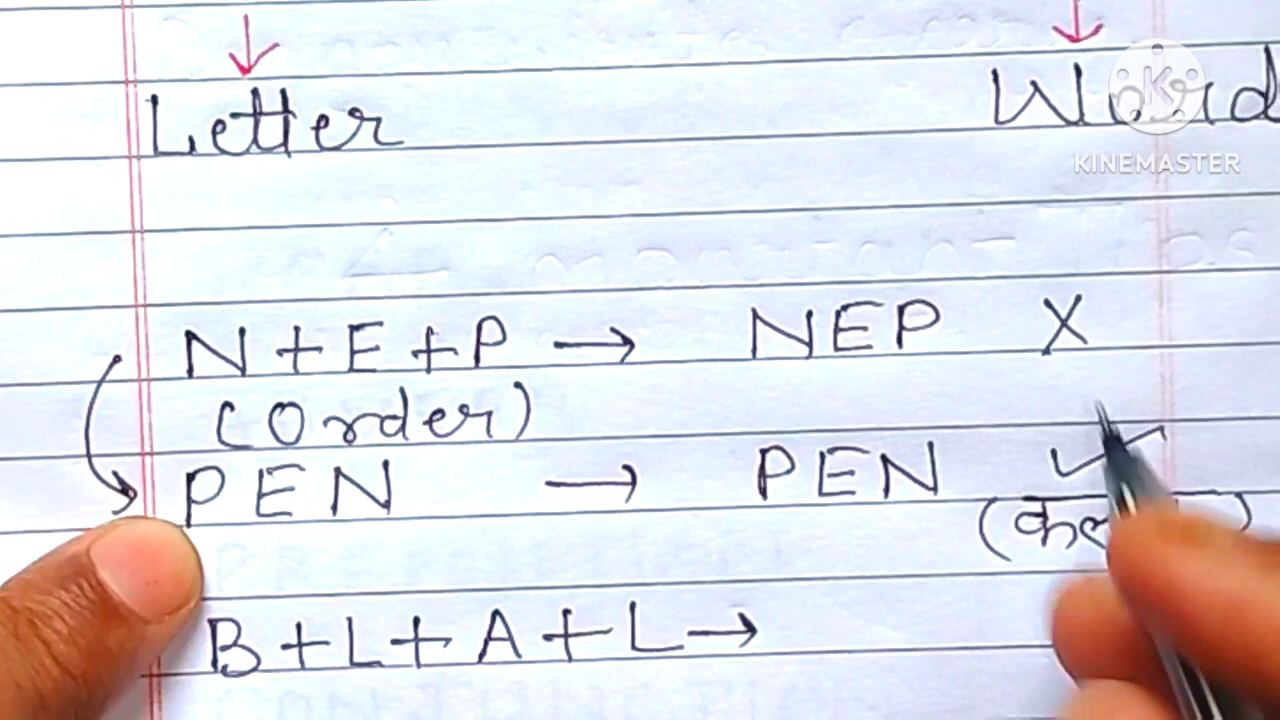 Letter Word
KINEMASTER
N+E+P → NEP X
(Order)
PEN → PEN ✓
B+L+A+L→